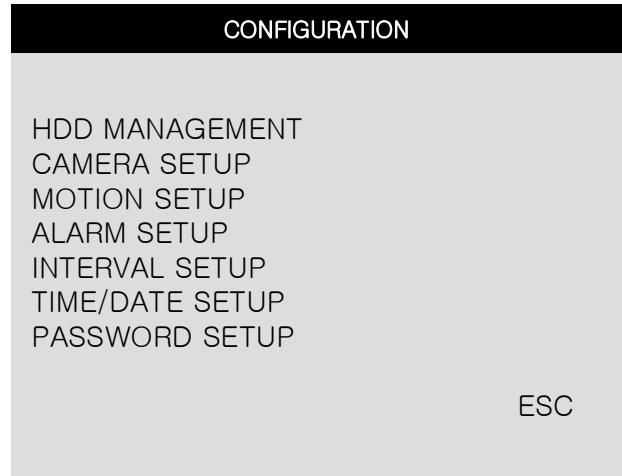 CONFIGURATION
HDD MANAGEMENT
CAMERA SETUP
MOTION SETUP
ALARM SETUP
INTERVAL SETUP
TIME/DATE SETUP
PASSWORD SETUP
ESC